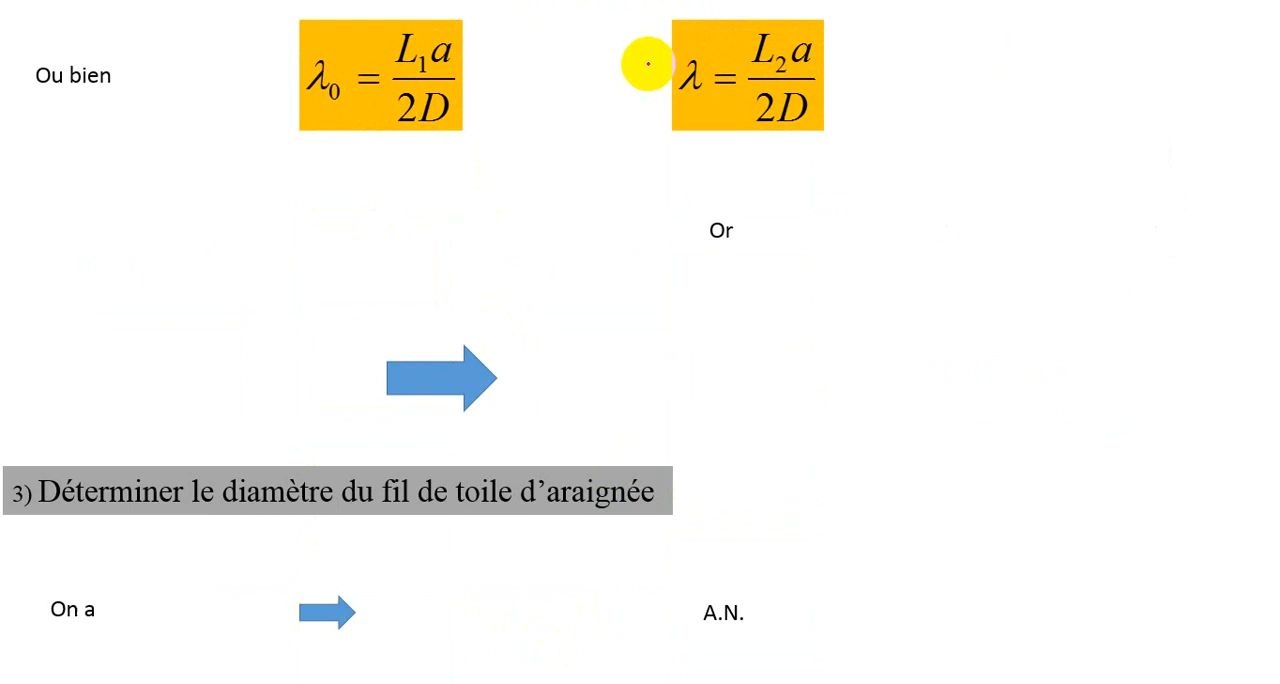 Ou bien
λ₀ = L₁a / 2D
λ = L₂a / 2D
Or
3) Déterminer le diamètre du fil de toile d’araignée
On a
A.N.